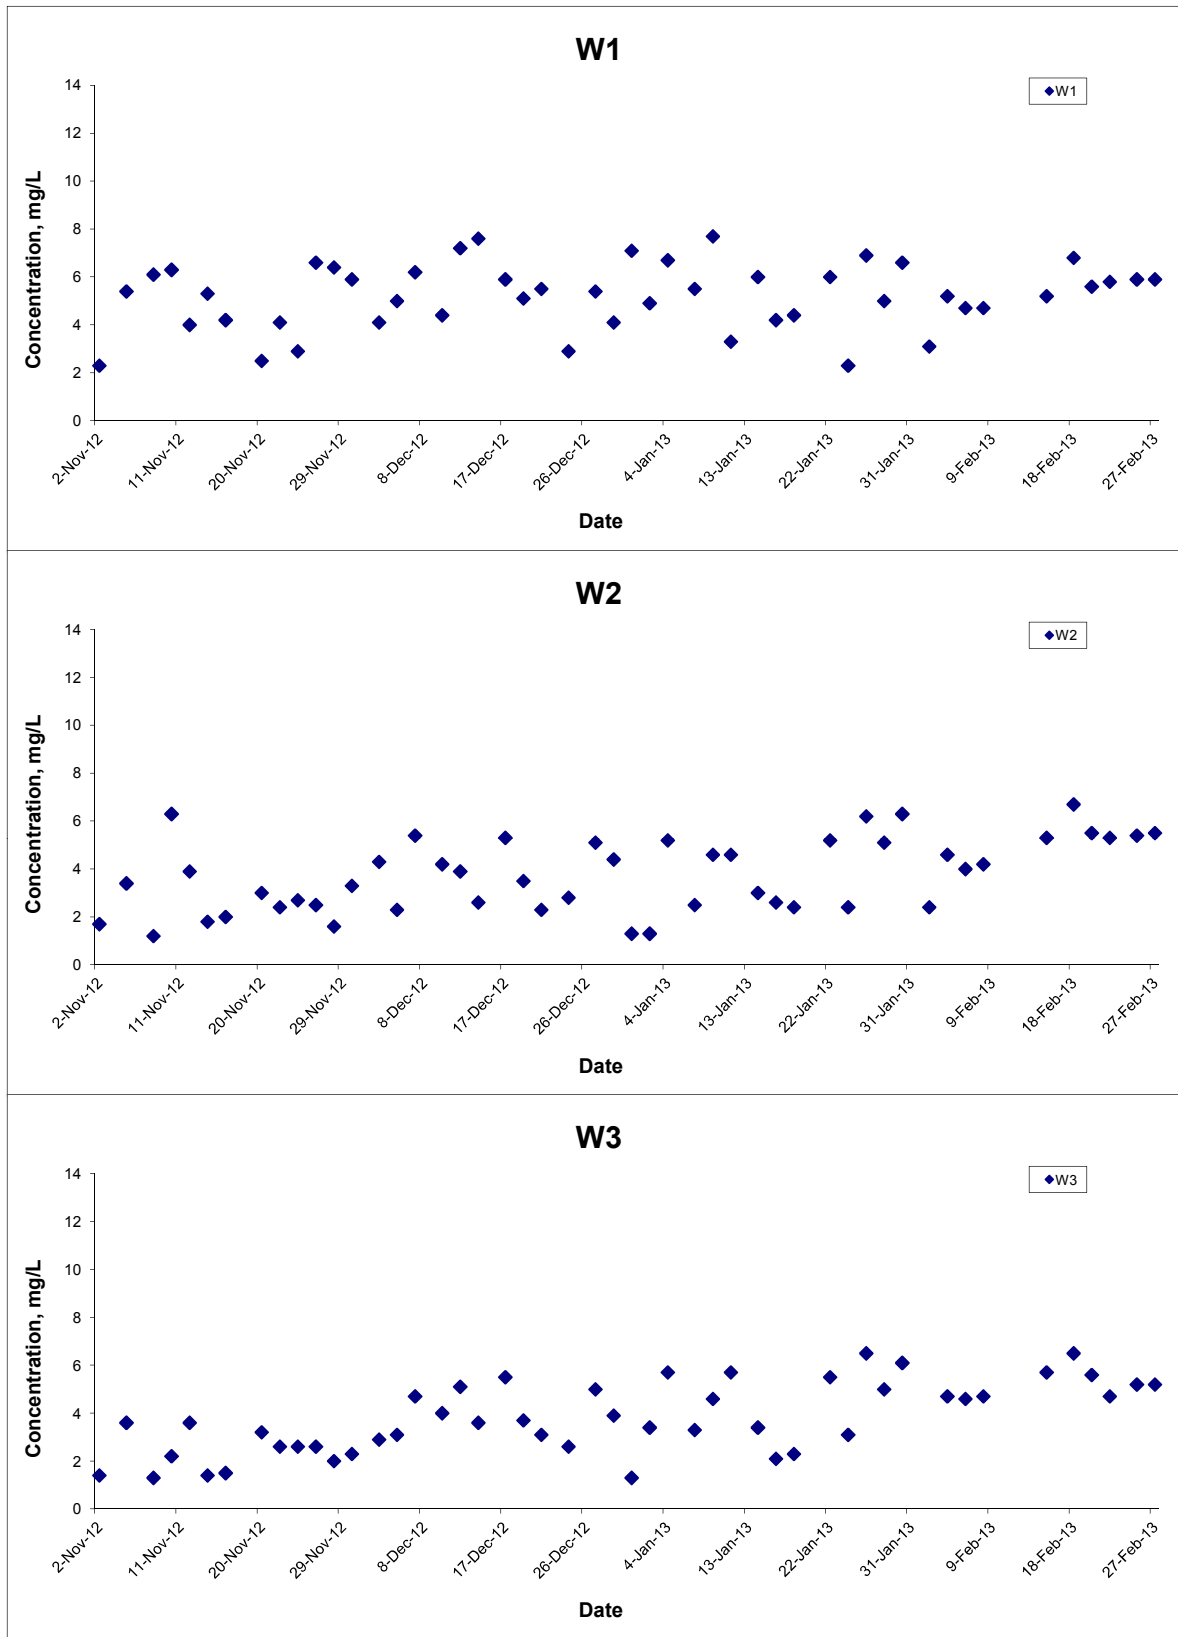 W1
W1
Concentration, mg/L
14
12
10
8
6
4
2
0
2-Nov-12
11-Nov-12
20-Nov-12
29-Nov-12
8-Dec-12
17-Dec-12
26-Dec-12
4-Jan-13
13-Jan-13
22-Jan-13
31-Jan-13
9-Feb-13
18-Feb-13
27-Feb-13
Date
W2
W2
Concentration, mg/L
14
12
10
8
6
4
2
0
2-Nov-12
11-Nov-12
20-Nov-12
29-Nov-12
8-Dec-12
17-Dec-12
26-Dec-12
4-Jan-13
13-Jan-13
22-Jan-13
31-Jan-13
9-Feb-13
18-Feb-13
27-Feb-13
Date
W3
W3
Concentration, mg/L
14
12
10
8
6
4
2
0
2-Nov-12
11-Nov-12
20-Nov-12
29-Nov-12
8-Dec-12
17-Dec-12
26-Dec-12
4-Jan-13
13-Jan-13
22-Jan-13
31-Jan-13
9-Feb-13
18-Feb-13
27-Feb-13
Date